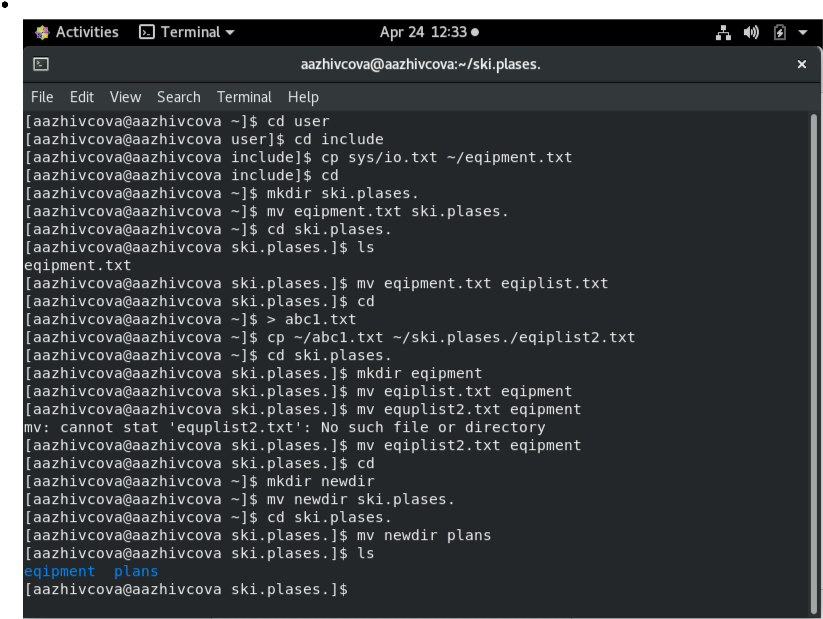 Activities Terminal Apr 24 12:33
aazhivcova@aazhivcova:~/ski.plases. ×
File Edit View Search Terminal Help
[aazhivcova@aazhivcova ~]$ cd user
[aazhivcova@aazhivcova user]$ cd include
[aazhivcova@aazhivcova include]$ cp sys/io.txt ~/eqipment.txt
[aazhivcova@aazhivcova include]$ cd
[aazhivcova@aazhivcova ~]$ mkdir ski.plases.
[aazhivcova@aazhivcova ~]$ mv eqipment.txt ski.plases.
[aazhivcova@aazhivcova ~]$ cd ski.plases.
[aazhivcova@aazhivcova ski.plases.]$ ls
eqipment.txt
[aazhivcova@aazhivcova ski.plases.]$ mv eqipment.txt eqiplist.txt
[aazhivcova@aazhivcova ski.plases.]$ cd
[aazhivcova@aazhivcova ~]$ > abc1.txt
[aazhivcova@aazhivcova ~]$ cp ~/abc1.txt ~/ski.plases./eqiplist2.txt
[aazhivcova@aazhivcova ~]$ cd ski.plases.
[aazhivcova@aazhivcova ski.plases.]$ mkdir eqipment
[aazhivcova@aazhivcova ski.plases.]$ mv eqiplist.txt eqipment
[aazhivcova@aazhivcova ski.plases.]$ mv equplist2.txt eqipment
mv: cannot stat 'equplist2.txt': No such file or directory
[aazhivcova@aazhivcova ski.plases.]$ mv eqiplist2.txt eqipment
[aazhivcova@aazhivcova ski.plases.]$ cd
[aazhivcova@aazhivcova ~]$ mkdir newdir
[aazhivcova@aazhivcova ~]$ mv newdir ski.plases.
[aazhivcova@aazhivcova ~]$ cd ski.plases.
[aazhivcova@aazhivcova ski.plases.]$ mv newdir plans
[aazhivcova@aazhivcova ski.plases.]$ ls
eqipment plans
[aazhivcova@aazhivcova ski.plases.]$